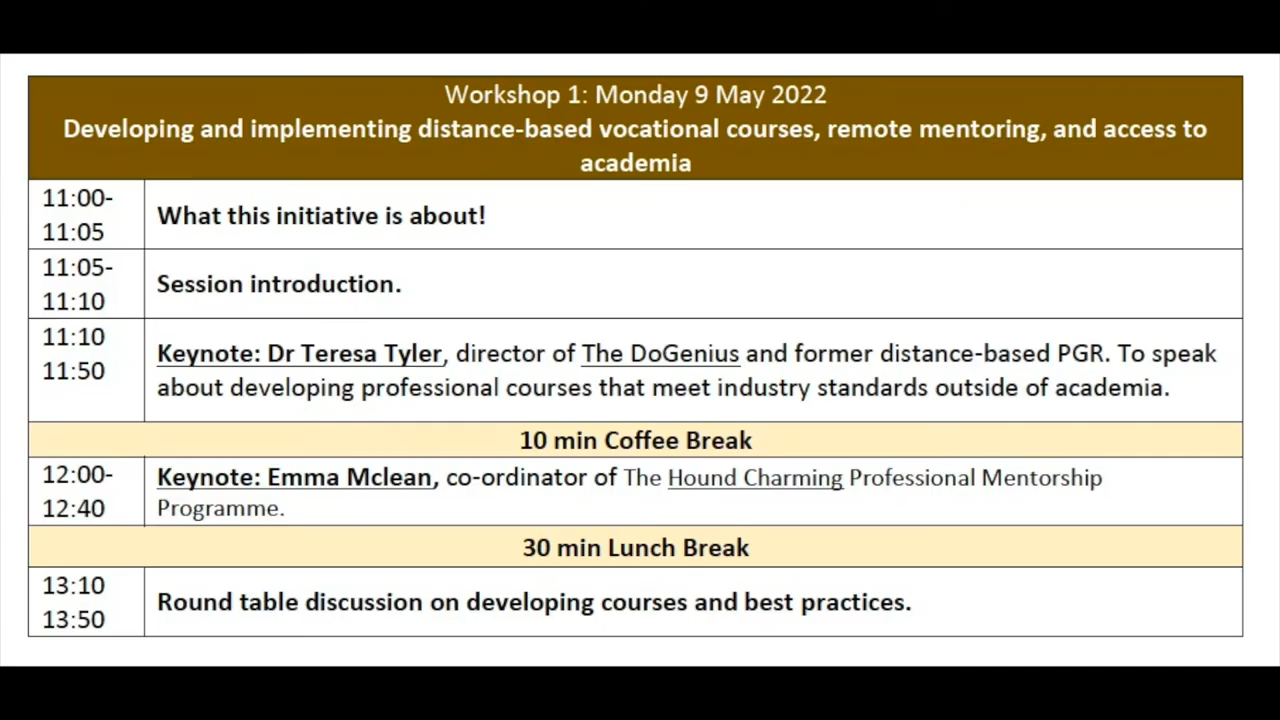 Workshop 1: Monday 9 May 2022
Developing and implementing distance-based vocational courses, remote mentoring, and access to
academia
11:00-
11:05
What this initiative is about!
11:05-
11:10
Session introduction.
11:10
11:50
Keynote: Dr Teresa Tyler, director of The DoGenius and former distance-based PGR. To speak
about developing professional courses that meet industry standards outside of academia.
10 min Coffee Break
12:00-
12:40
Keynote: Emma Mclean, co-ordinator of The Hound Charming Professional Mentorship
Programme.
30 min Lunch Break
13:10
13:50
Round table discussion on developing courses and best practices.